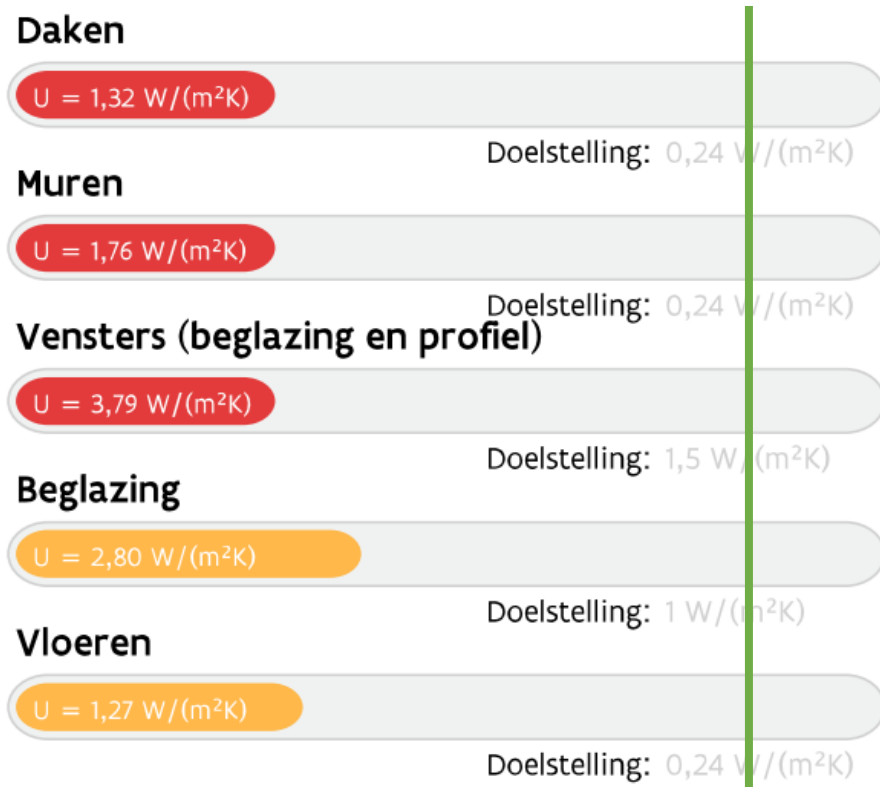 Daken
U = 1,32 W/(m²K)
Doelstelling: 0,24 W/(m²K)
Muren
U = 1,76 W/(m²K)
Doelstelling: 0,24 W/(m²K)
Vensters (beglazing en profiel)
U = 3,79 W/(m²K)
Doelstelling: 1,5 W/(m²K)
Beglazing
U = 2,80 W/(m²K)
Doelstelling: 1 W/(m²K)
Vloeren
U = 1,27 W/(m²K)
Doelstelling: 0,24 W/(m²K)